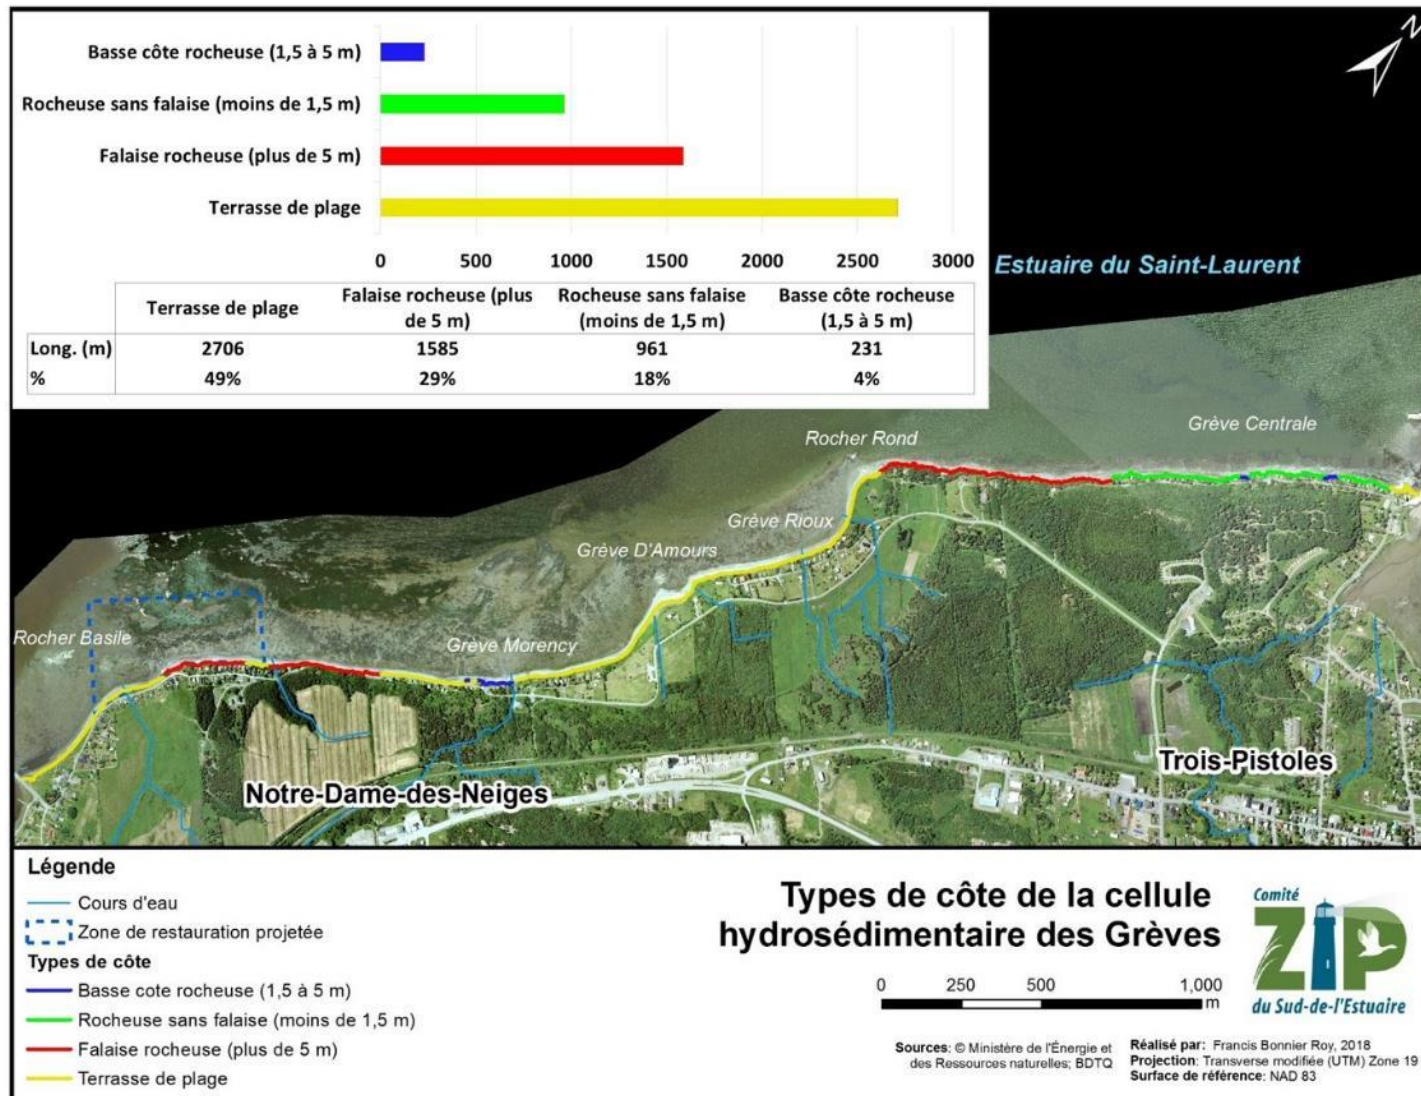 N
Basse côte rocheuse (1,5 à 5 m)
Rocheuse sans falaise (moins de 1,5 m)
Falaise rocheuse (plus de 5 m)
Terrasse de plage
0 500 1000 1500 2000 2500 3000
Estuaire du Saint-Laurent
Terrasse de plage Falaise rocheuse (plus de 5 m) Rocheuse sans falaise (moins de 1,5 m) Basse côte rocheuse (1,5 à 5 m)
Long. (m) 2706 1585 961 231
% 49% 29% 18% 4%
Grève Centrale
Rocher Rond
Grève Rioux
Grève D'Amours
Rocher Basile
Grève Morency
Trois-Pistoles
Notre-Dame-des-Neiges
Légende
Cours d'eau
Zone de restauration projetée
Types de côte
Basse cote rocheuse (1,5 à 5 m)
Rocheuse sans falaise (moins de 1,5 m)
Falaise rocheuse (plus de 5 m)
Terrasse de plage
Types de côte de la cellule
hydrosédimentaire des Grèves
0 250 500 1,000
m
Sources: © Ministère de l'Énergie et
des Ressources naturelles; BDTQ
Réalisé par: Francis Bonnier Roy, 2018
Projection: Transverse modifiée (UTM) Zone 19
Surface de référence: NAD 83
Comité
ZIP
du Sud-de-l'Estuaire